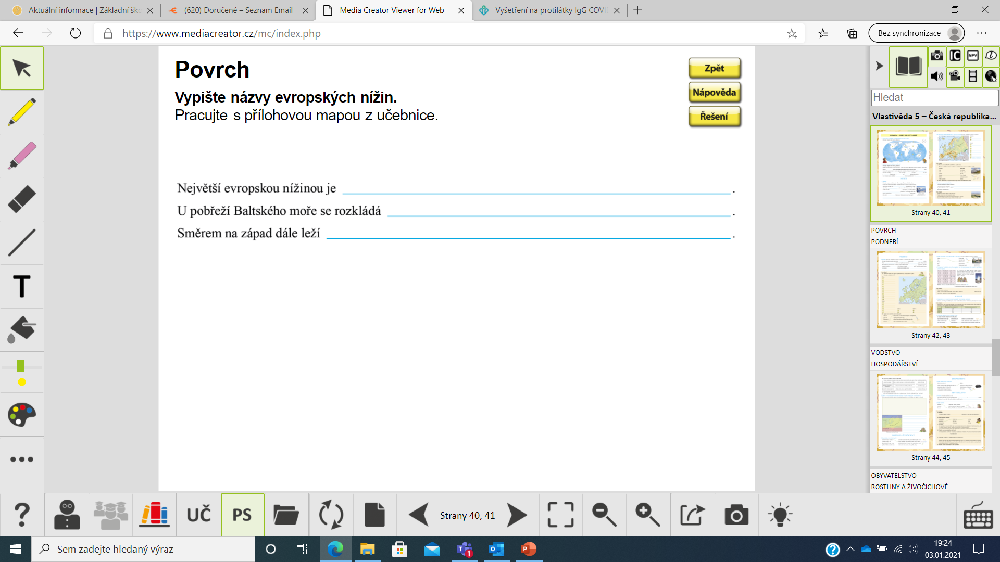 Aktuální informace | Základní ško
(620) Doručené – Seznam Email
Media Creator Viewer for Web
Vyšetření na protilátky IgG COVI
https://www.mediacreator.cz/mc/index.php
Bez synchronizace
Povrch
Vypište názvy evropských nížin.
Pracujte s přílohovou mapou z učebnice.
Zpět
Nápověda
Řešení
Největší evropskou nížinou je .
U pobřeží Baltského moře se rozkládá .
Směrem na západ dále leží .
T
IC
MPV
Hledat
Vlastivěda 5 – Česká republika...
Strany 40, 41
POVRCH
PODNEBÍ
Strany 42, 43
VODSTVO
HOSPODÁŘSTVÍ
Strany 44, 45
OBYVATELSTVO
ROSTLINY A ŽIVOČICHOVÉ
?
UČ
PS
Strany 40, 41
Sem zadejte hledaný výraz
1
19:24
03.01.2021